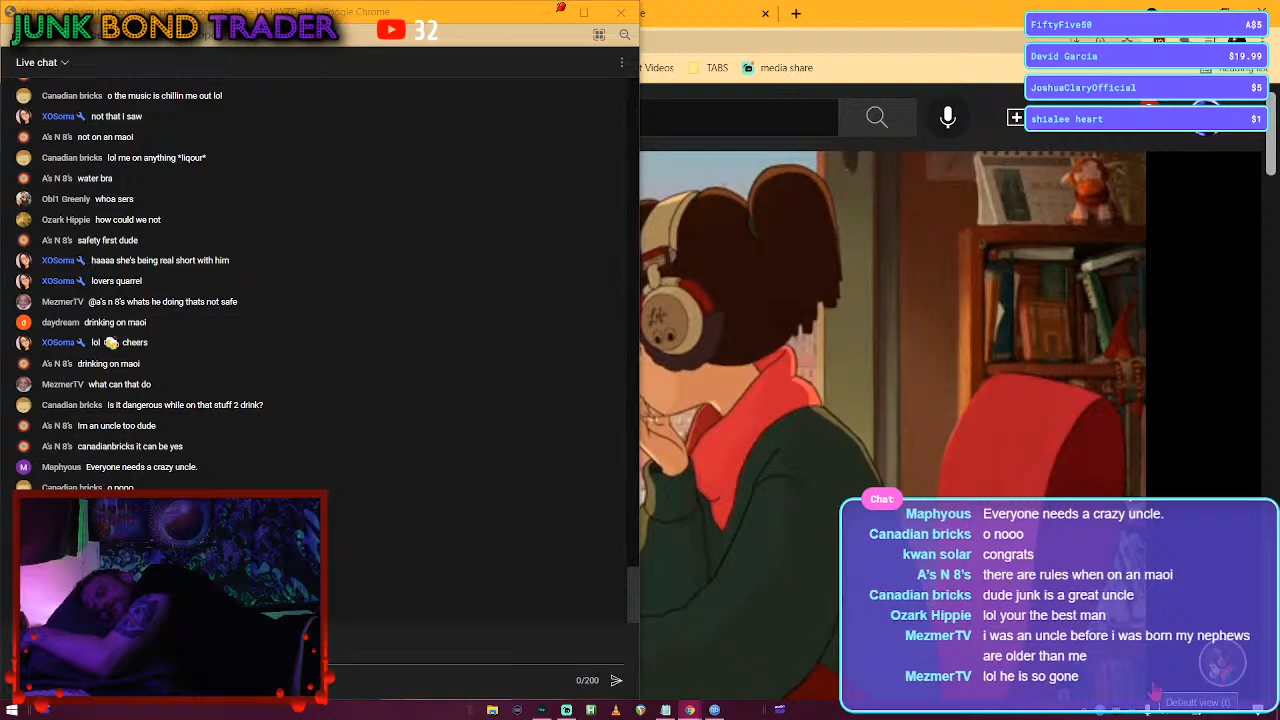 JUNK BOND TRADER
32
Google Chrome
Live chat
Canadian bricks o the music is chillin me out lol
XOSoma not that I saw
A's N 8's not on an maoi
Canadian bricks lol me on anything *liqour*
A's N 8's water bra
Obl1 Greenly whoa sers
Ozark Hippie how could we not
A's N 8's safety first dude
XOSoma haaaa she's being real short with him
XOSoma lovers quarrel
MezmerTV @a's n 8's whats he doing thats not safe
daydream drinking on maoi
XOSoma lol cheers
A's N 8's drinking on maoi
MezmerTV what can that do
Canadian bricks is it dangerous while on that stuff 2 drink?
A's N 8's Im an uncle too dude
A's N 8's canadianbricks it can be yes
Maphyous Everyone needs a crazy uncle.
Canadian bricks o nooo
0/200
t Videos
TABS
media share
FiftyFive50 A$5
David Garcia $19.99
JoshuaClaryOfficial $5
shialee heart $1
Chat
Maphyous Everyone needs a crazy uncle.
Canadian bricks o nooo
kwan solar congrats
A's N 8's there are rules when on an maoi
Canadian bricks dude junk is a great uncle
Ozark Hippie lol your the best man
MezmerTV i was an uncle before i was born my nephews
are older than me
MezmerTV lol he is so gone
Default view (t)